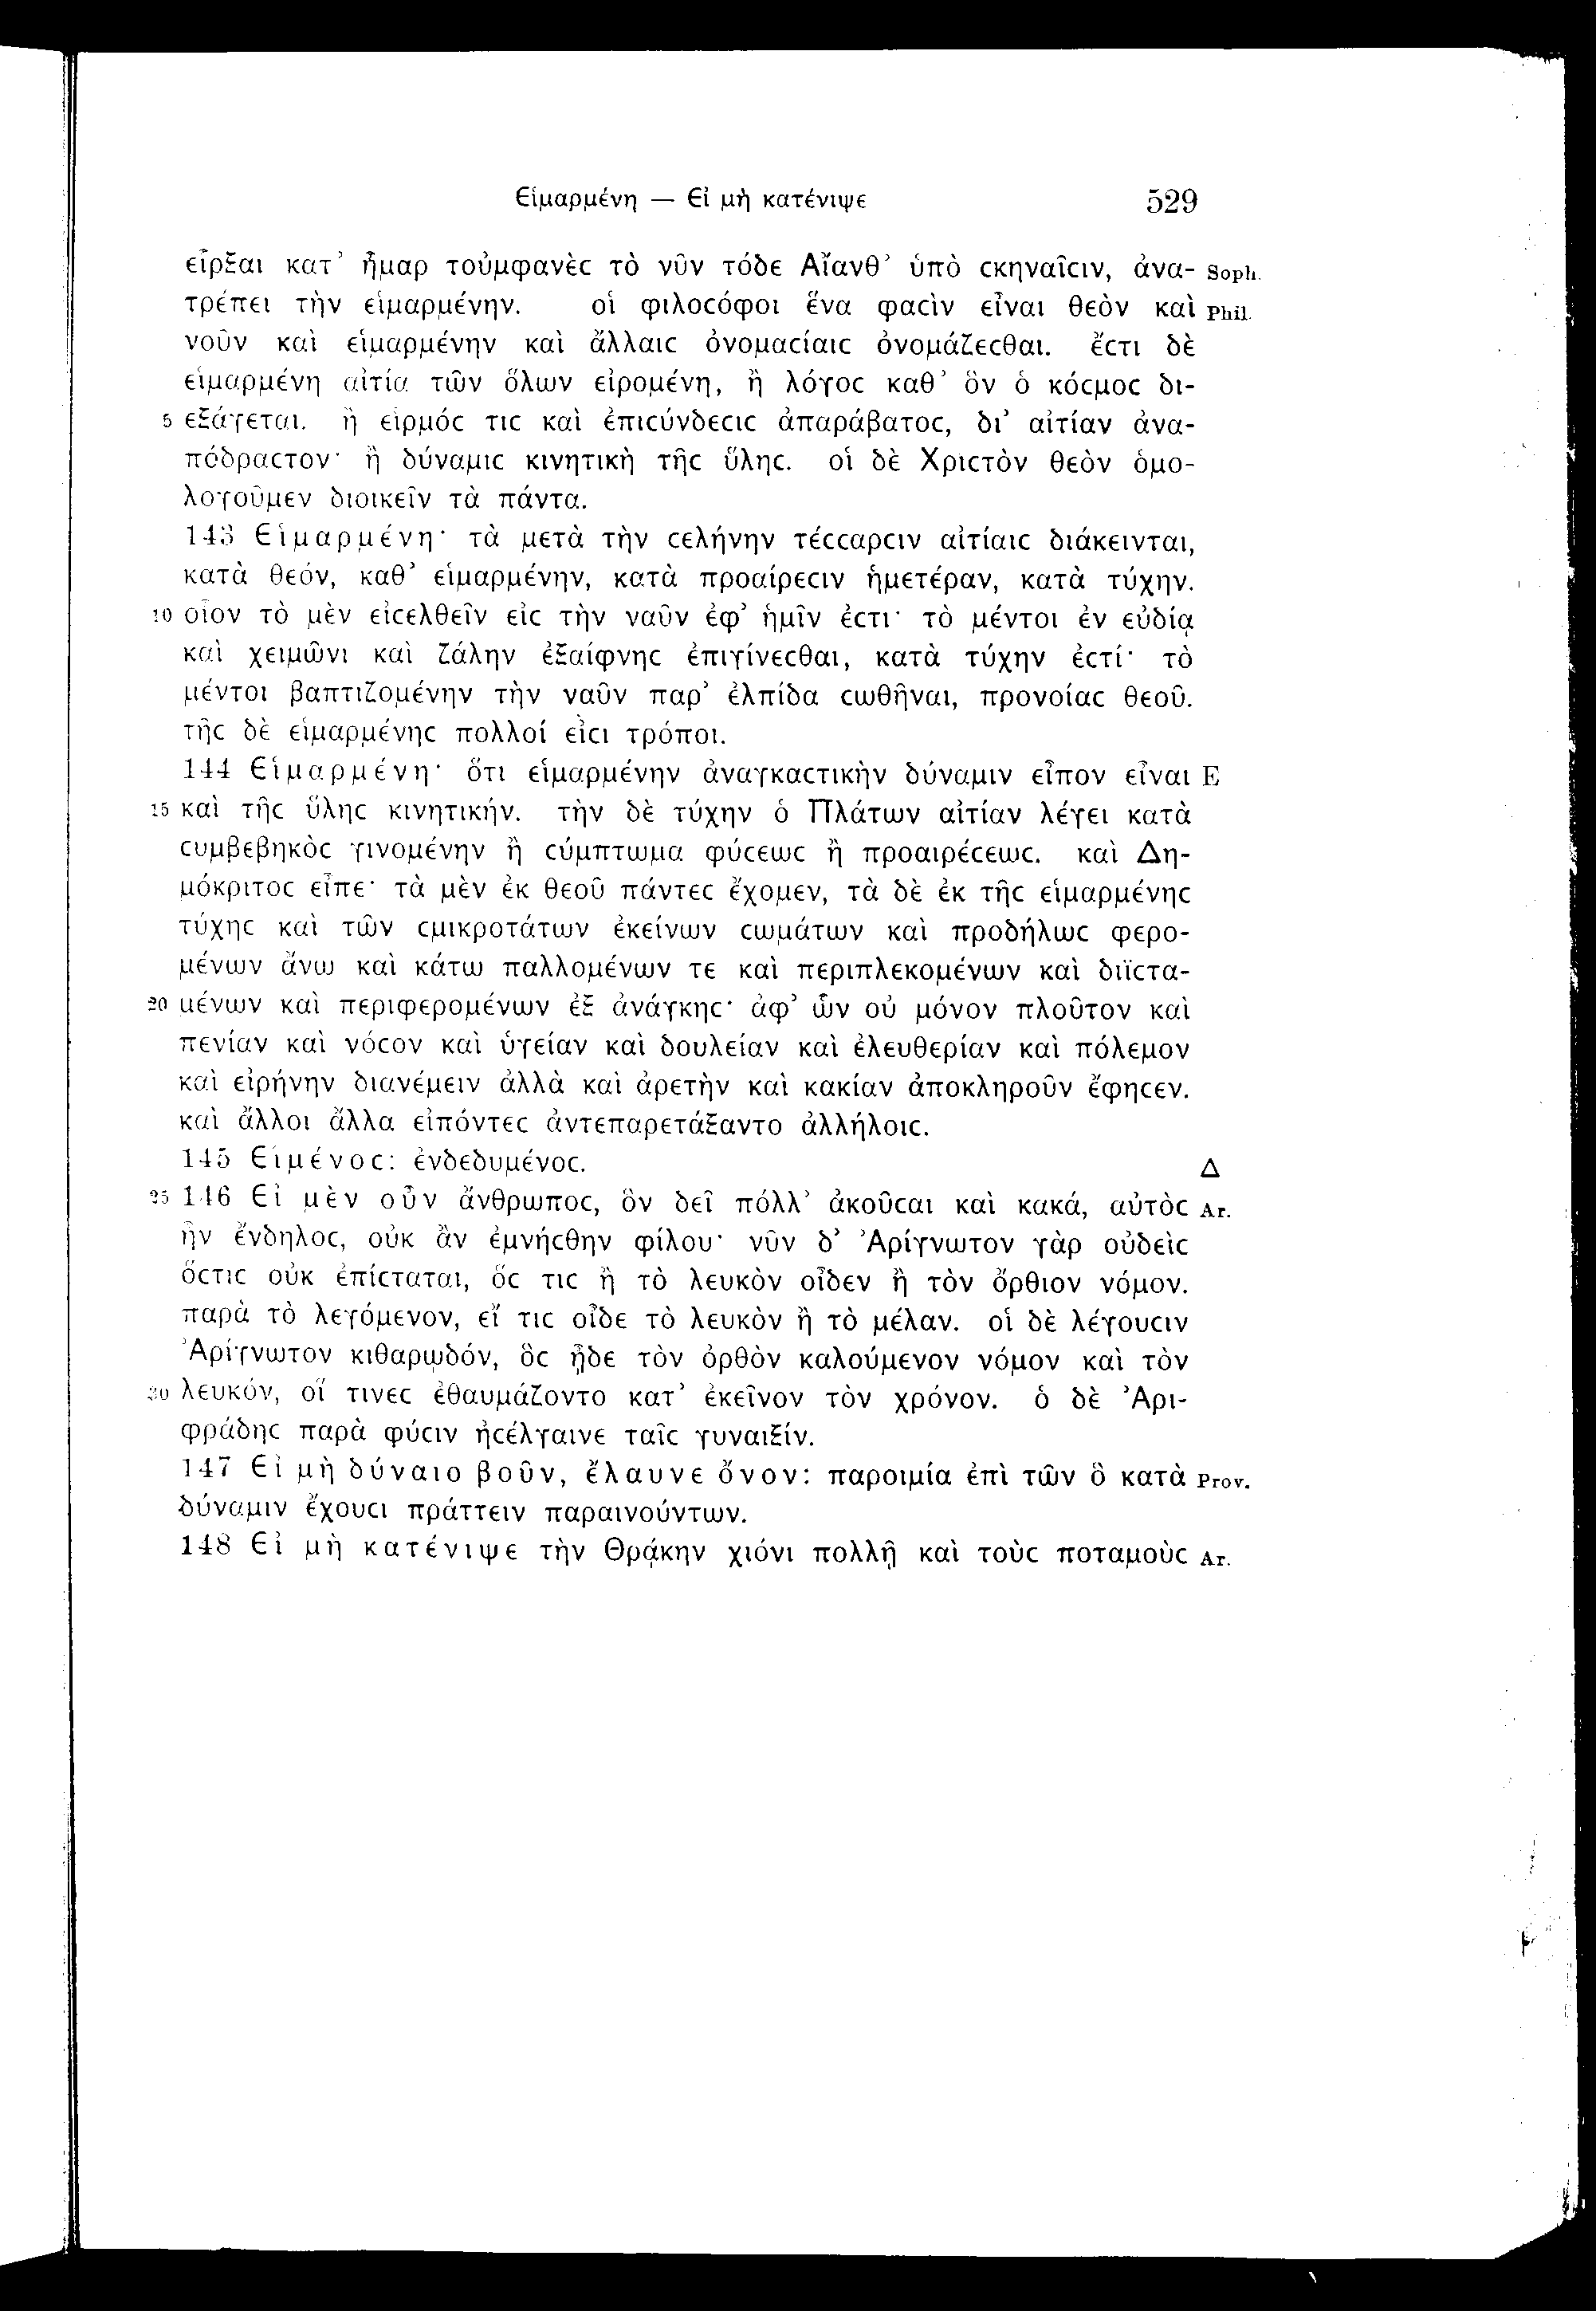 Εἱμαρμένη — Εἰ μὴ κατένιψε 529
εἶρξαι κατ’ ἦμαρ τοὐμφανὲϲ τὸ νῦν τόδε Αἴανθ’ ὑπὸ ϲκηναῖϲιν, ἀνα- Soph.
τρέπει τὴν εἱμαρμένην. οἱ φιλοϲόφοι ἕνα φαϲὶν εἶναι θεὸν καὶ Phil.
νοῦν καὶ εἱμαρμένην καὶ ἄλλαιϲ ὀνομαϲίαιϲ ὀνομάζεϲθαι. ἔϲτι δὲ
εἱμαρμένη αἰτία τῶν ὅλων εἰρομένη, ἢ λόγοϲ καθ’ ὃν ὁ κόϲμοϲ δι-
5 εξάγεται. ἢ εἱρμόϲ τιϲ καὶ ἐπιϲύνδεϲιϲ ἀπαράβατοϲ, δι’ αἰτίαν ἀνα-
πόδραϲτον· ἢ δύναμιϲ κινητικὴ τῆϲ ὕληϲ. οἱ δὲ Χριϲτὸν θεὸν ὁμο-
λογοῦμεν διοικεῖν τὰ πάντα.
143 Εἱμαρμένη· τὰ μετὰ τὴν ϲελήνην τέϲϲαρϲιν αἰτίαιϲ διάκεινται,
κατὰ θεόν, καθ’ εἱμαρμένην, κατὰ προαίρεϲιν ἡμετέραν, κατὰ τύχην.
10 οἷον τὸ μὲν εἰϲελθεῖν εἰϲ τὴν ναῦν ἐφ’ ἡμῖν ἐϲτι· τὸ μέντοι ἐν εὐδίᾳ
καὶ χειμῶνι καὶ ζάλην ἐξαίφνηϲ ἐπιγίνεϲθαι, κατὰ τύχην ἐϲτί· τὸ
μέντοι βαπτιζομένην τὴν ναῦν παρ’ ἐλπίδα ϲωθῆναι, προνοίαϲ θεοῦ.
τῆϲ δὲ εἱμαρμένηϲ πολλοί εἰϲι τρόποι.
144 Εἱμαρμένη· ὅτι εἱμαρμένην ἀναγκαϲτικὴν δύναμιν εἶπον εἶναι E
15 καὶ τῆϲ ὕληϲ κινητικήν. τὴν δὲ τύχην ὁ Πλάτων αἰτίαν λέγει κατὰ
ϲυμβεβηκὸϲ γινομένην ἢ ϲύμπτωμα φύϲεωϲ ἢ προαιρέϲεωϲ. καὶ Δη-
μόκριτοϲ εἶπε· τὰ μὲν ἐκ θεοῦ πάντεϲ ἔχομεν, τὰ δὲ ἐκ τῆϲ εἱμαρμένηϲ
τύχηϲ καὶ τῶν ϲμικροτάτων ἐκείνων ϲωμάτων καὶ προδήλωϲ φερο-
μένων ἄνω καὶ κάτω παλλομένων τε καὶ περιπλεκομένων καὶ διϊϲτα-
20 μένων καὶ περιφερομένων ἐξ ἀνάγκηϲ· ἀφ’ ὧν οὐ μόνον πλοῦτον καὶ
πενίαν καὶ νόϲον καὶ ὑγείαν καὶ δουλείαν καὶ ἐλευθερίαν καὶ πόλεμον
καὶ εἰρήνην διανέμειν ἀλλὰ καὶ ἀρετὴν καὶ κακίαν ἀποκληροῦν ἔφηϲεν.
καὶ ἄλλοι ἄλλα εἰπόντεϲ ἀντεπαρετάξαντο ἀλλήλοιϲ.
145 Εἱμένοϲ: ἐνδεδυμένοϲ. Δ
25 146 Εἰ μὲν οὖν ἄνθρωποϲ, ὃν δεῖ πόλλ’ ἀκοῦϲαι καὶ κακά, αὐτὸϲ Ar.
ἦν ἔνδηλοϲ, οὐκ ἂν ἐμνήϲθην φίλου· νῦν δ’ Ἀρίγνωτον γὰρ οὐδεὶϲ
ὅϲτιϲ οὐκ ἐπίϲταται, ὅϲ τιϲ ἢ τὸ λευκὸν οἶδεν ἢ τὸν ὄρθιον νόμον.
παρὰ τὸ λεγόμενον, εἴ τιϲ οἶδε τὸ λευκὸν ἢ τὸ μέλαν. οἱ δὲ λέγουϲιν
Ἀρίγνωτον κιθαρῳδόν, ὃϲ ᾖδε τὸν ὀρθὸν καλούμενον νόμον καὶ τὸν
30 λευκόν, οἵ τινεϲ ἐθαυμάζοντο κατ’ ἐκεῖνον τὸν χρόνον. ὁ δὲ Ἀρι-
φράδηϲ παρὰ φύϲιν ἠϲέλγαινε ταῖϲ γυναιξίν.
147 Εἰ μὴ δύναιο βοῦν, ἔλαυνε ὄνον: παροιμία ἐπὶ τῶν ὃ κατὰ Prov.
δύναμιν ἔχουϲι πράττειν παραινούντων.
148 Εἰ μὴ κατένιψε τὴν Θρᾴκην χιόνι πολλῇ καὶ τοὺϲ ποταμοὺϲ Ar.